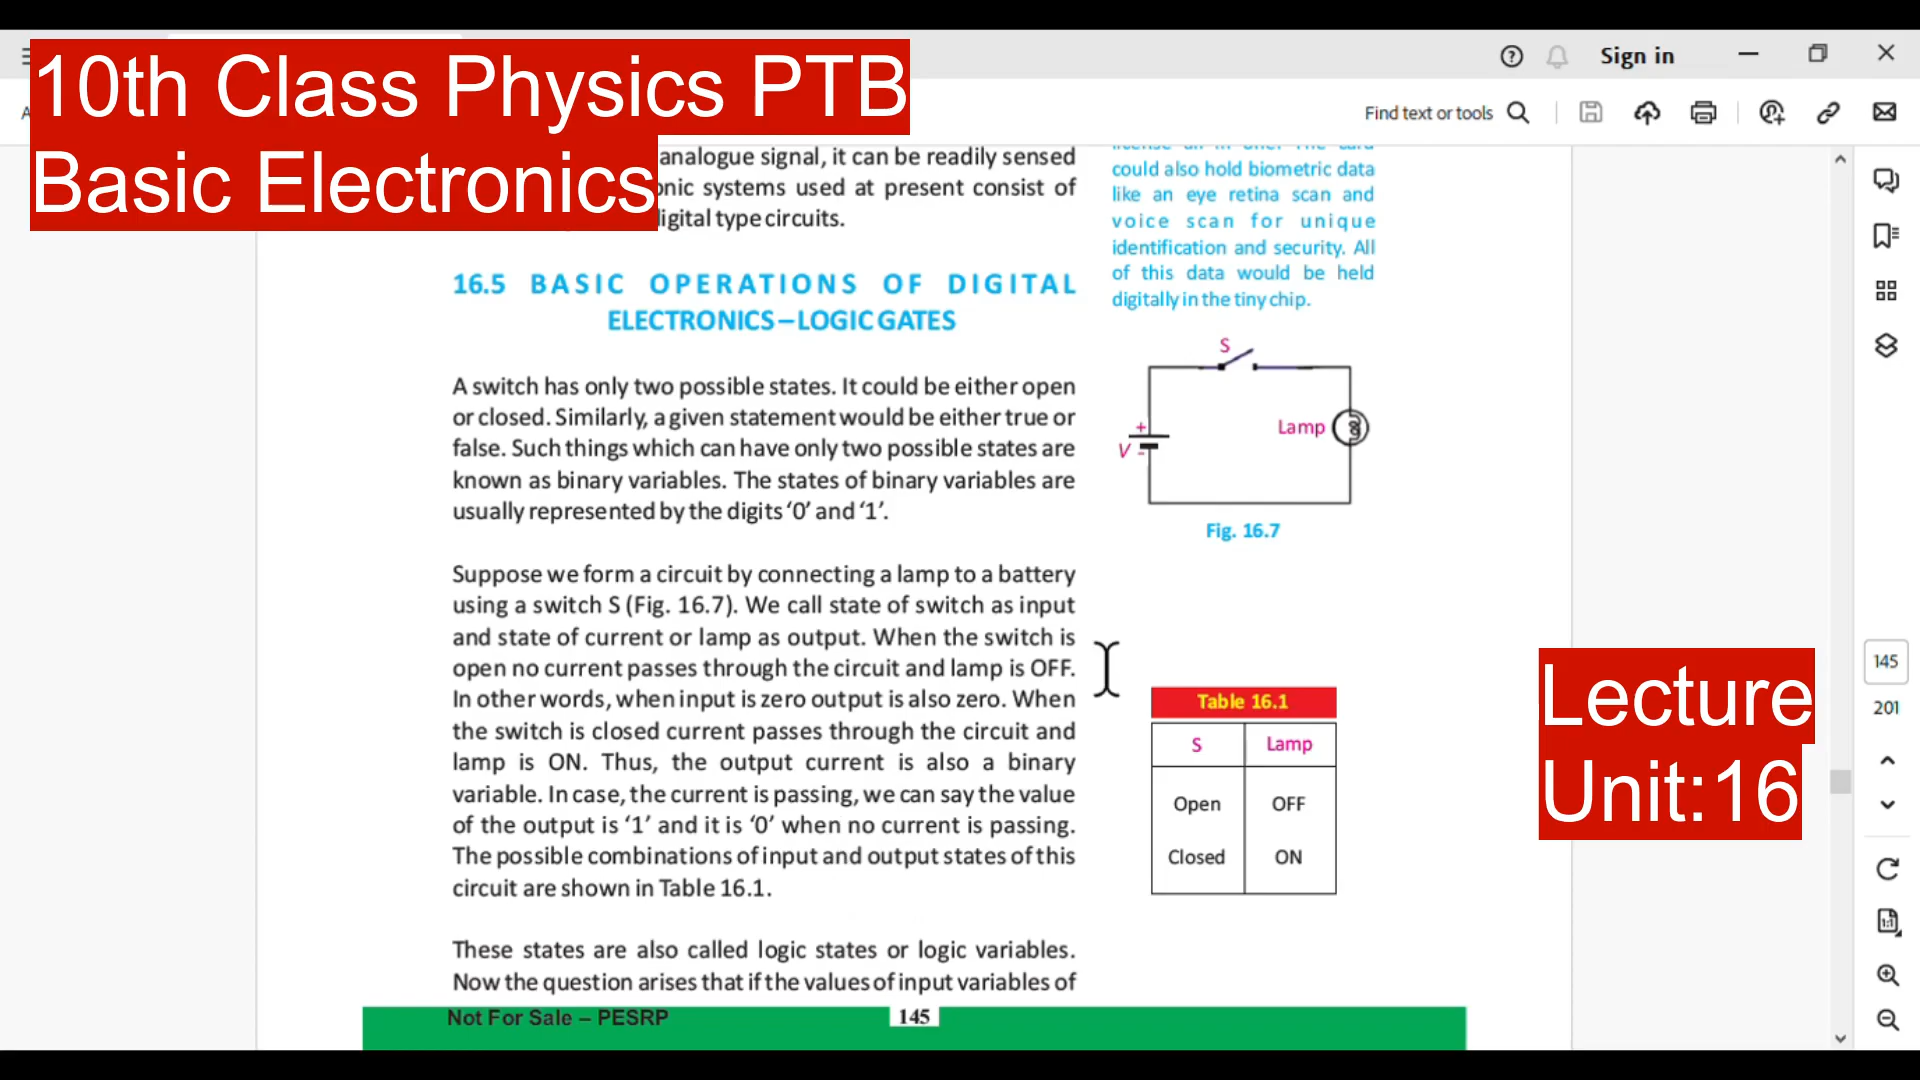 10th Class Physics PTB
Basic Electronics
Sign in
Find text or tools
analogue signal, it can be readily sensed
onic systems used at present consist of
digital type circuits.
16.5 BASIC OPERATIONS OF DIGITAL
ELECTRONICS – LOGIC GATES
A switch has only two possible states. It could be either open
or closed. Similarly, a given statement would be either true or
false. Such things which can have only two possible states are
known as binary variables. The states of binary variables are
usually represented by the digits ‘0’ and ‘1’.
Suppose we form a circuit by connecting a lamp to a battery
using a switch S (Fig. 16.7). We call state of switch as input
and state of current or lamp as output. When the switch is
open no current passes through the circuit and lamp is OFF.
In other words, when input is zero output is also zero. When
the switch is closed current passes through the circuit and
lamp is ON. Thus, the output current is also a binary
variable. In case, the current is passing, we can say the value
of the output is ‘1’ and it is ‘0’ when no current is passing.
The possible combinations of input and output states of this
circuit are shown in Table 16.1.
These states are also called logic states or logic variables.
Now the question arises that if the values of input variables of
could also hold biometric data
like an eye retina scan and
voice scan for unique
identification and security. All
of this data would be held
digitally in the tiny chip.
S
+
V -
Lamp
Fig. 16.7
Table 16.1
S Lamp
Open OFF
Closed ON
Not For Sale – PESRP
145
Lecture
Unit:16
145
201
1:1